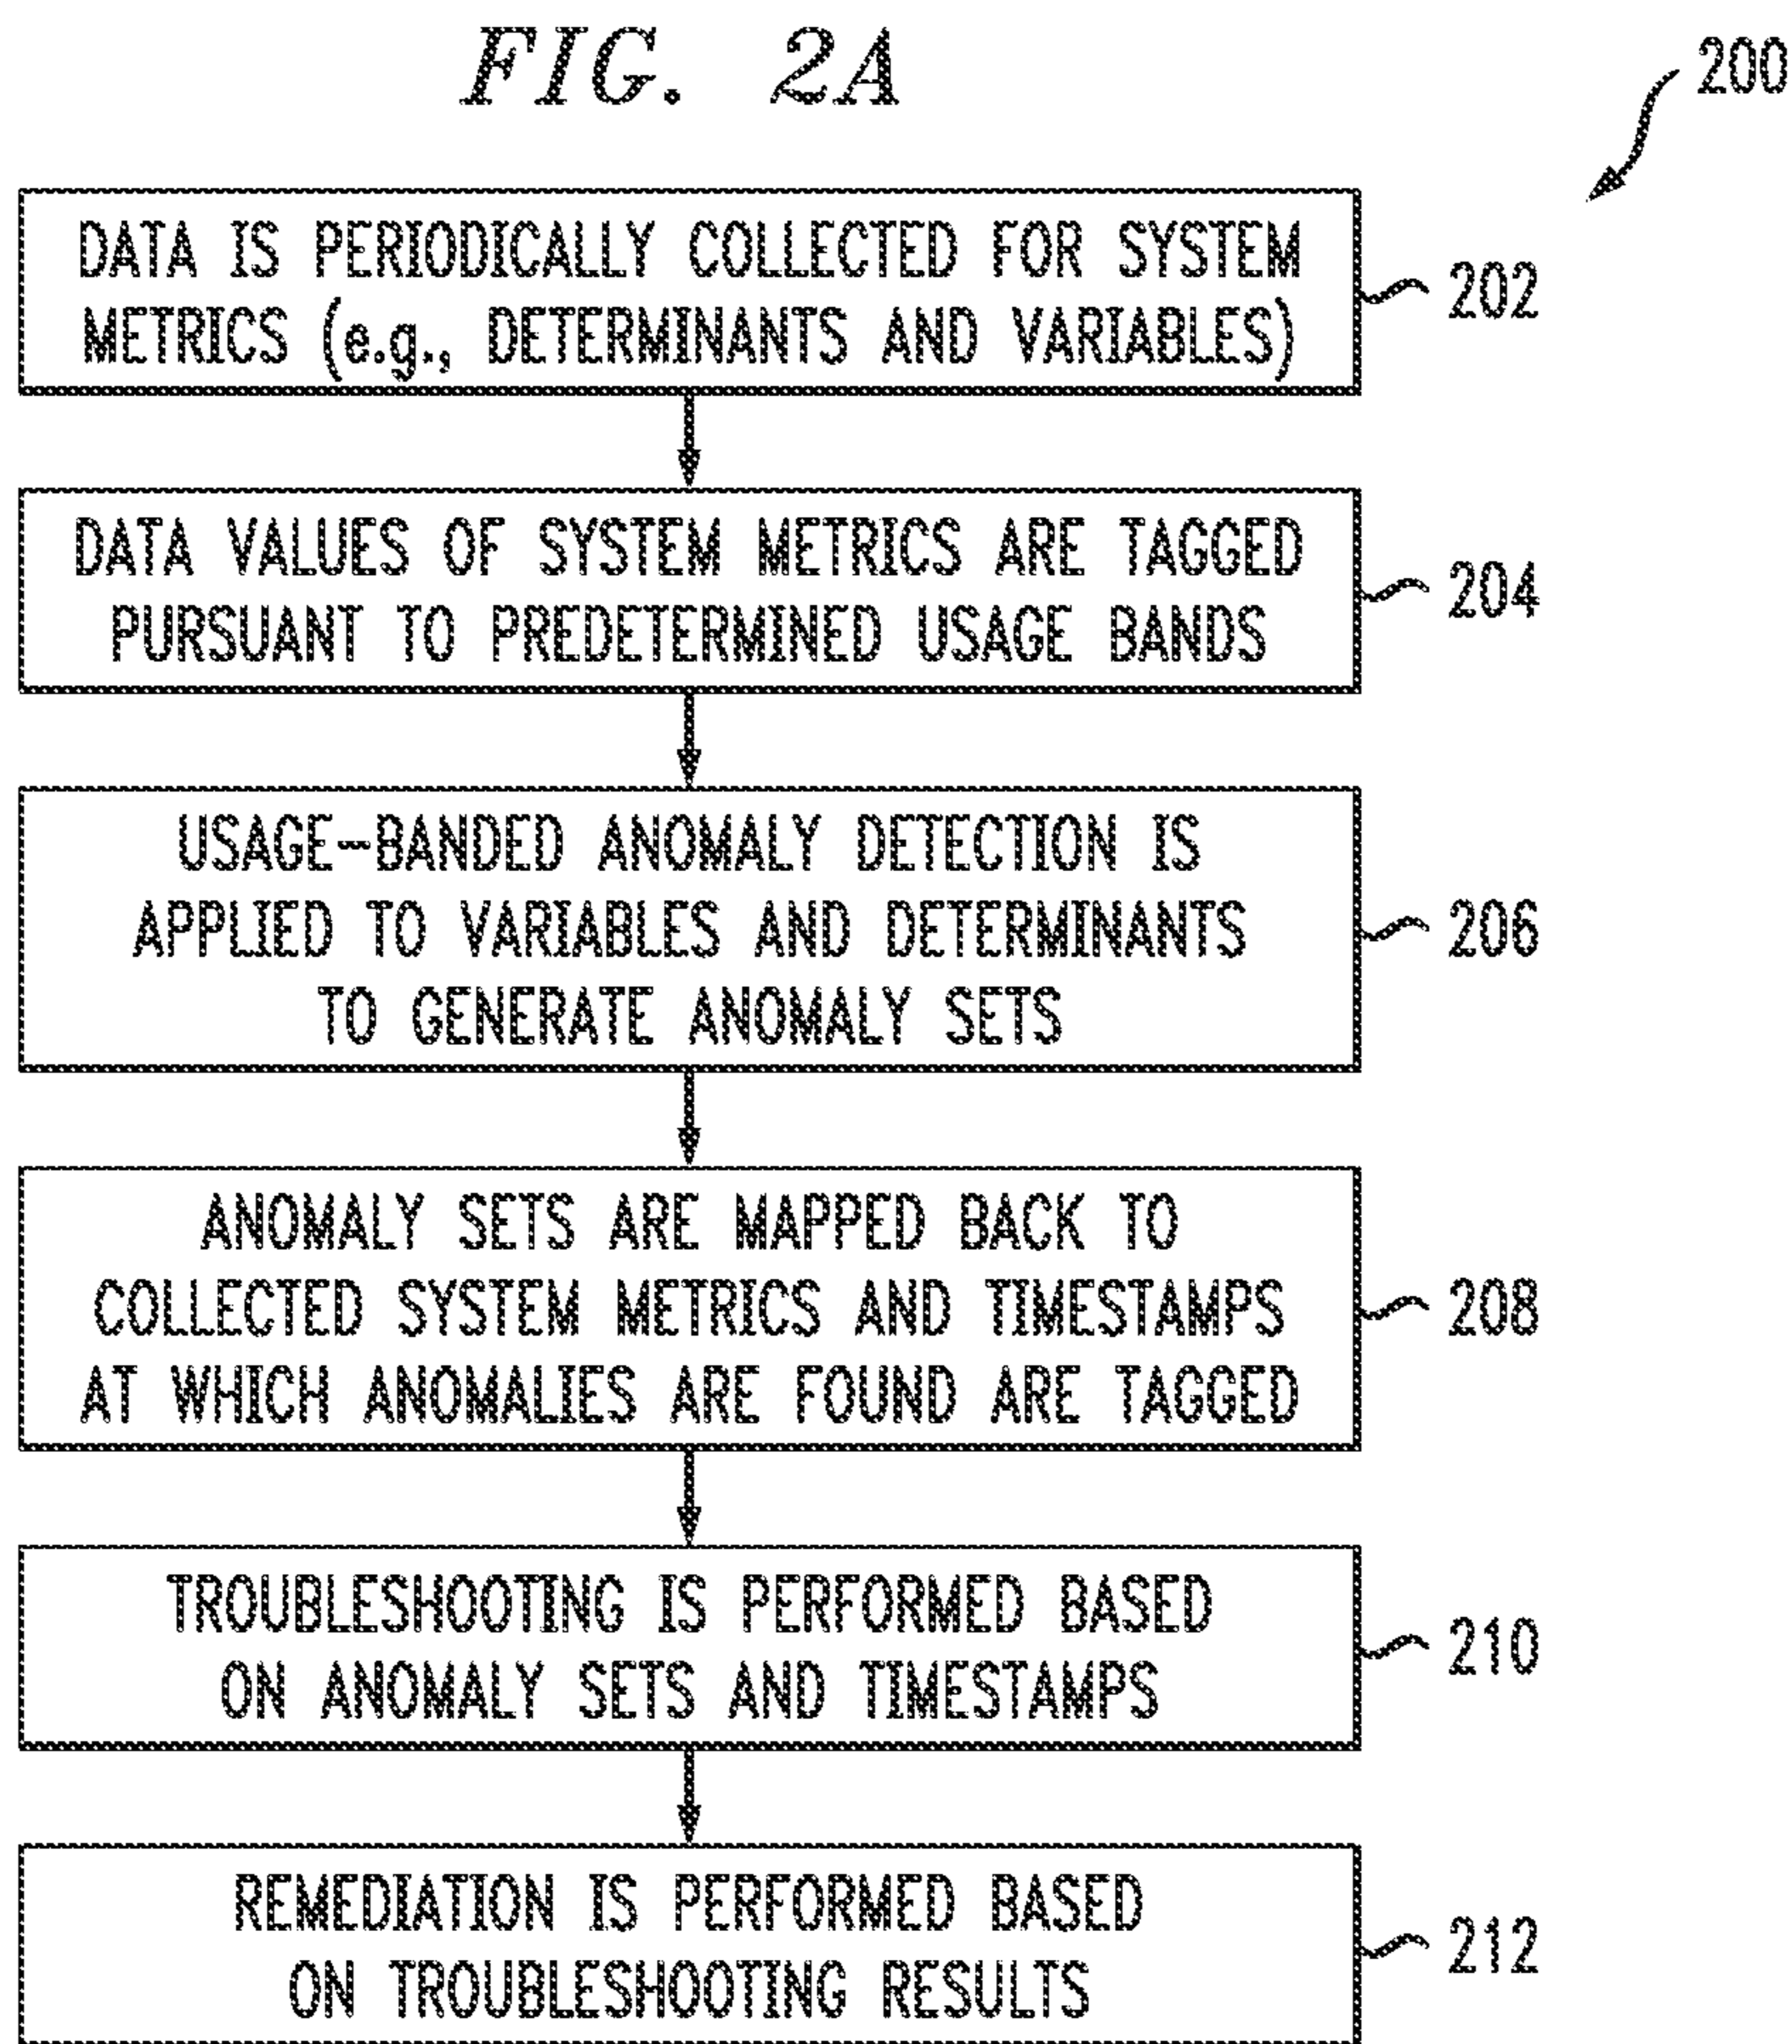 FIG. 2A
200
DATA IS PERIODICALLY COLLECTED FOR SYSTEM
METRICS (e.g., DETERMINANTS AND VARIABLES)
202
DATA VALUES OF SYSTEM METRICS ARE TAGGED
PURSUANT TO PREDETERMINED USAGE BANDS
204
USAGE-BANDED ANOMALY DETECTION IS
APPLIED TO VARIABLES AND DETERMINANTS
TO GENERATE ANOMALY SETS
206
ANOMALY SETS ARE MAPPED BACK TO
COLLECTED SYSTEM METRICS AND TIMESTAMPS
AT WHICH ANOMALIES ARE FOUND ARE TAGGED
208
TROUBLESHOOTING IS PERFORMED BASED
ON ANOMALY SETS AND TIMESTAMPS
210
REMEDIATION IS PERFORMED BASED
ON TROUBLESHOOTING RESULTS
212